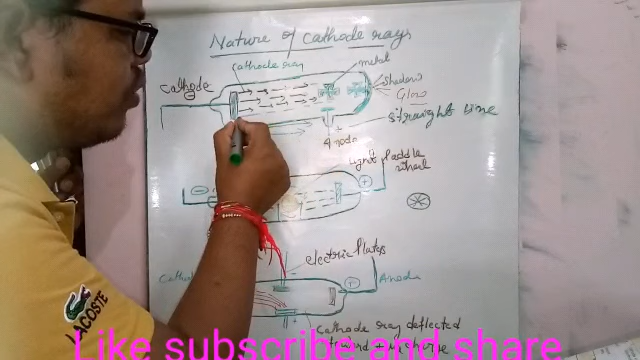 Nature of cathode rays
cathode ray
metal
cathode
shadow
Glow
straight line
Anode
Light Paddle
wheel
electric plates
Anode
cathode ray deflected
LACOSTE
Like subscribe and share